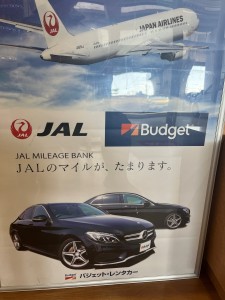 JAPAN AIRLINES
JAL
Budget
JAL MILEAGE BANK
JALのマイルが、たまります。
Budget バジェット・レンタカー